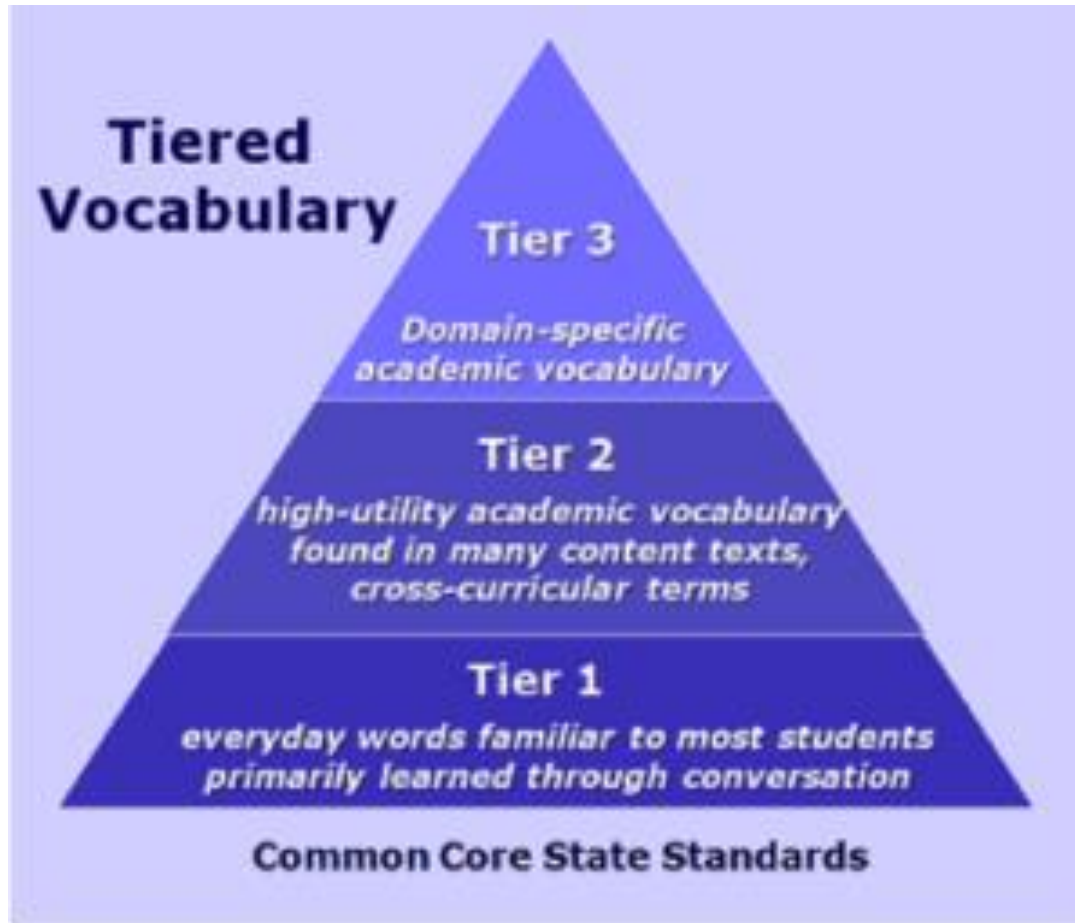 Tiered
Vocabulary
Tier 3
Domain-specific
academic vocabulary
Tier 2
high-utility academic vocabulary
found in many content texts,
cross-curricular terms
Tier 1
everyday words familiar to most students
primarily learned through conversation
Common Core State Standards